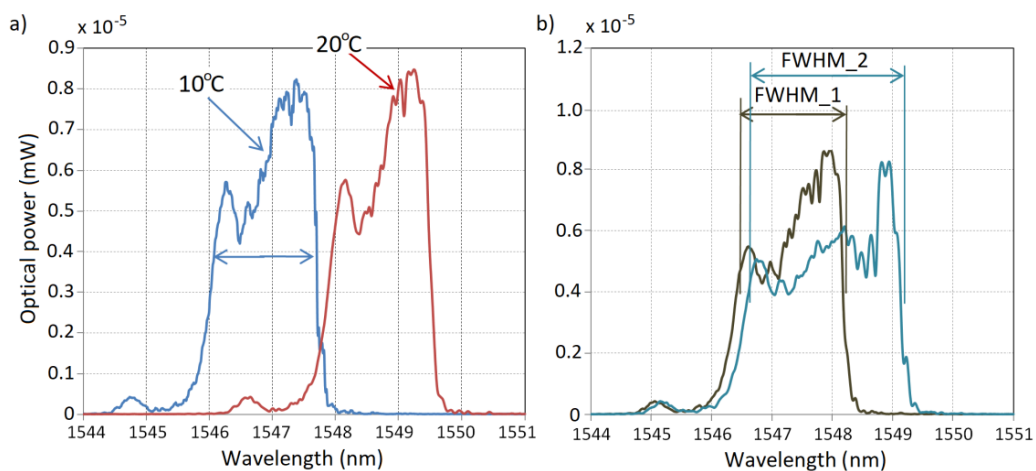 a)
x 10-5
0.9
0.8
0.7
0.6
0.5
0.4
0.3
0.2
0.1
0
Optical power (mW)
10oC
20oC
1544 1545 1546 1547 1548 1549 1550 1551
Wavelength (nm)
b)
x 10-5
1.2
1.0
0.8
0.6
0.4
0.2
0
FWHM_2
FWHM_1
1544 1545 1546 1547 1548 1549 1550 1551
Wavelength (nm)